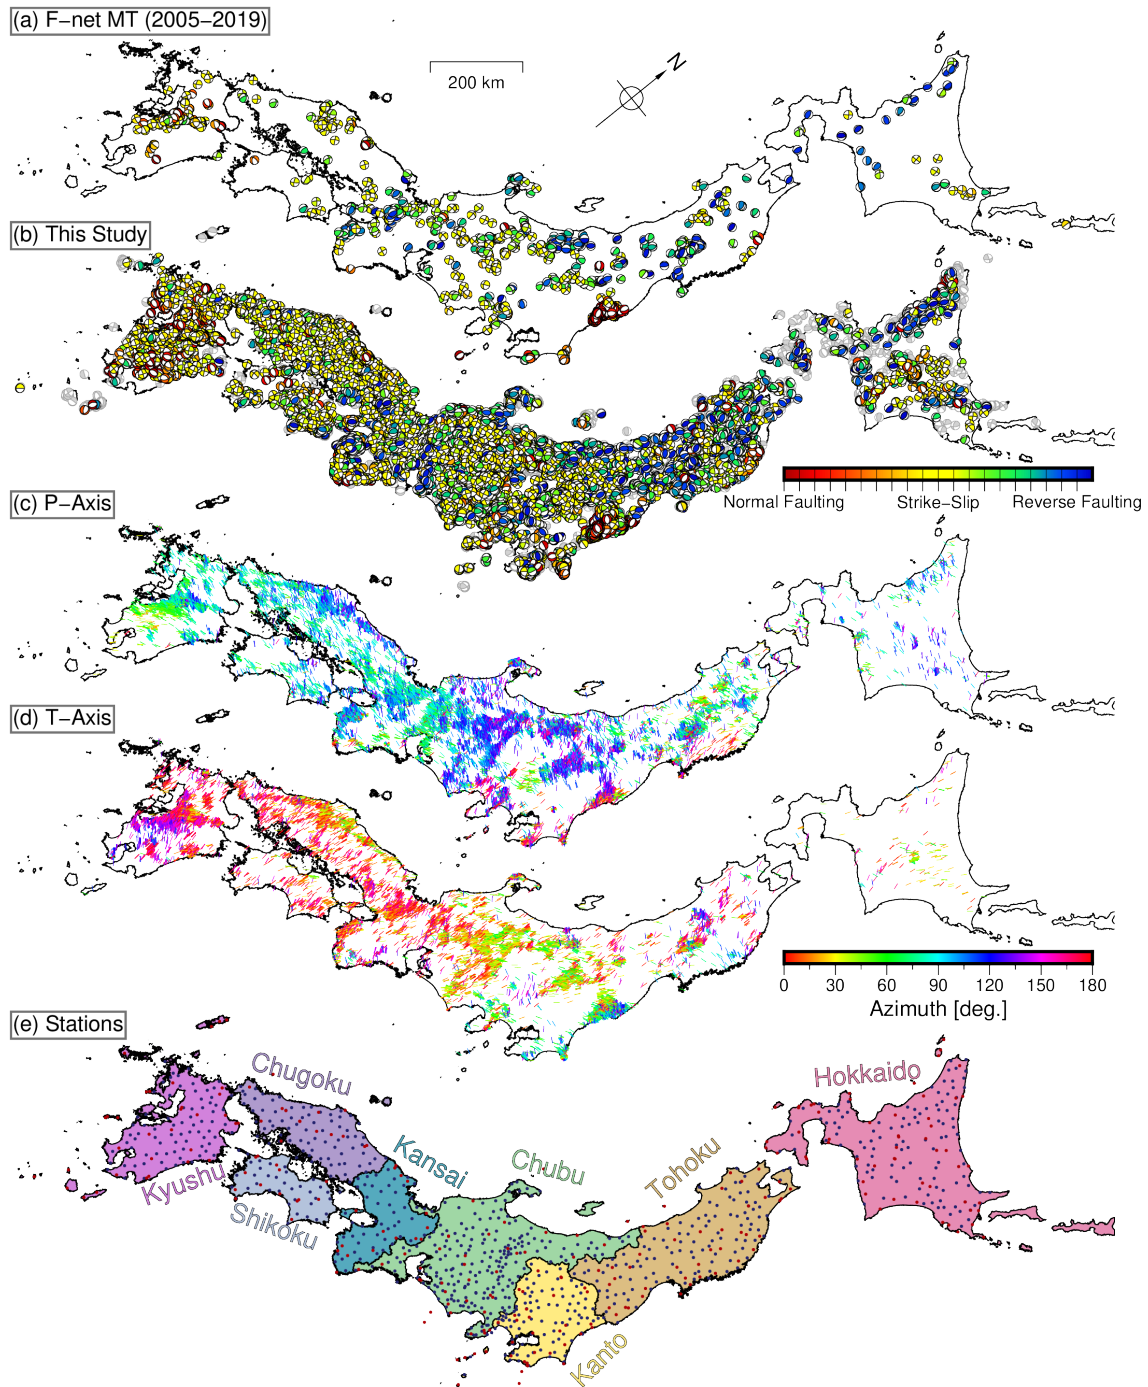 (a) F−net MT (2005−2019)
N
200 km
(b) This Study
Normal Faulting
Strike−Slip
Reverse Faulting
(c) P−Axis
(d) T−Axis
0 30 60 90 120 150 180
Azimuth [deg.]
(e) Stations
Chugoku
Hokkaido
Kansai
Chubu
Tohoku
Kyushu
Shikoku
Kanto